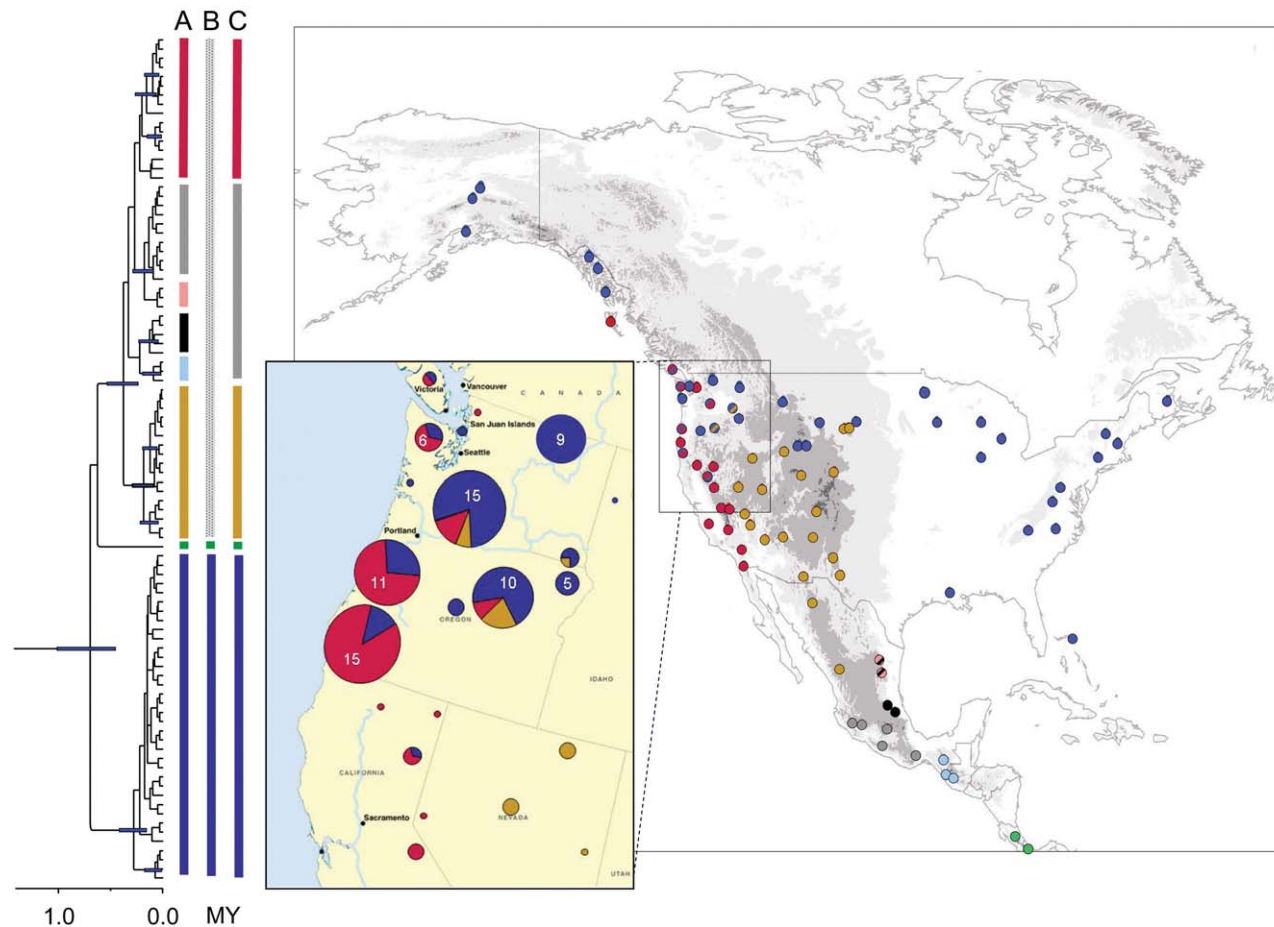 A B C
Victoria
Vancouver
C A N A D A
San Juan Islands
6
9
Seattle
15
Portland
11
10
5
OREGON
15
IDAHO
CALIFORNIA
Sacramento
NEVADA
UTAH
1.0 0.0 MY